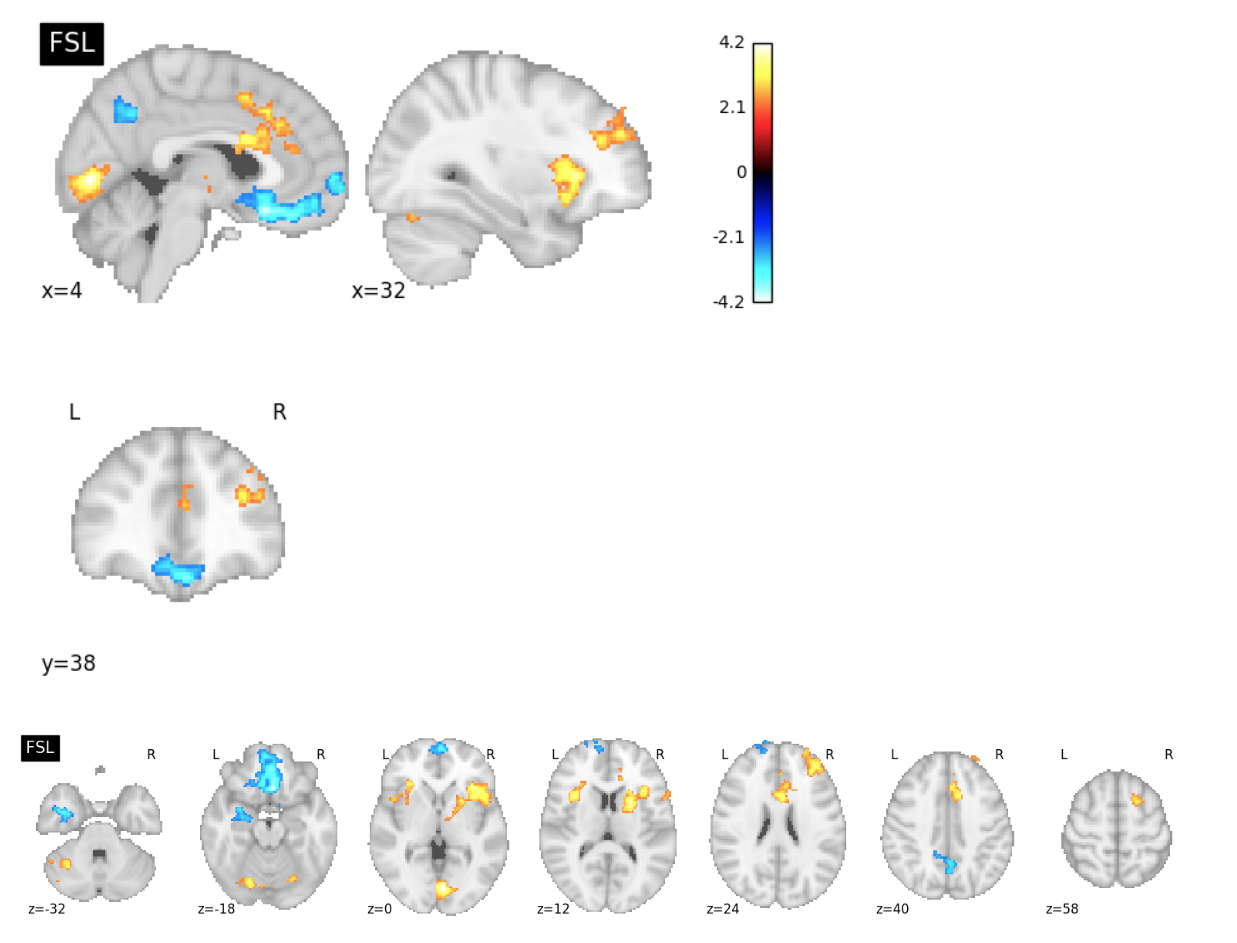 FSL
4.2
2.1
0
-2.1
-4.2
x=4
x=32
L R
y=38
FSL
R L R L R L R L R L R L R
z=-32 z=-18 z=0 z=12 z=24 z=40 z=58